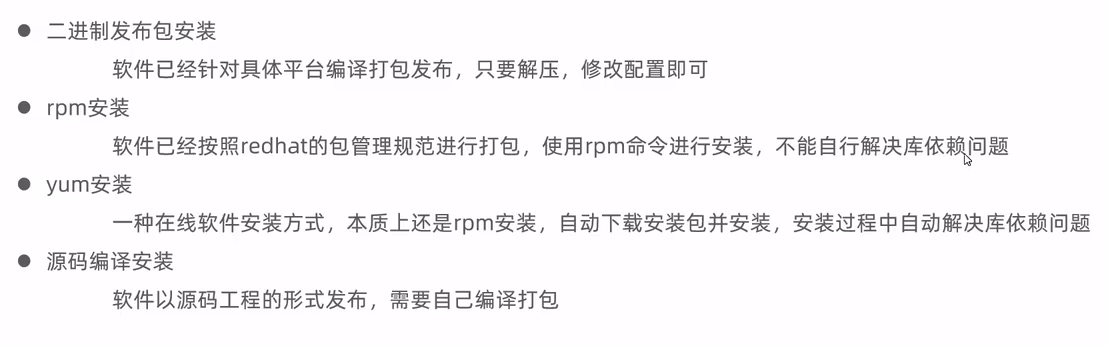 ● 二进制发布包安装
软件已经针对具体平台编译打包发布，只要解压，修改配置即可
● rpm安装
软件已经按照redhat的包管理规范进行打包，使用rpm命令进行安装，不能自行解决库依赖问题
● yum安装
一种在线软件安装方式，本质上还是rpm安装，自动下载安装包并安装，安装过程中自动解决库依赖问题
● 源码编译安装
软件以源码工程的形式发布，需要自己编译打包